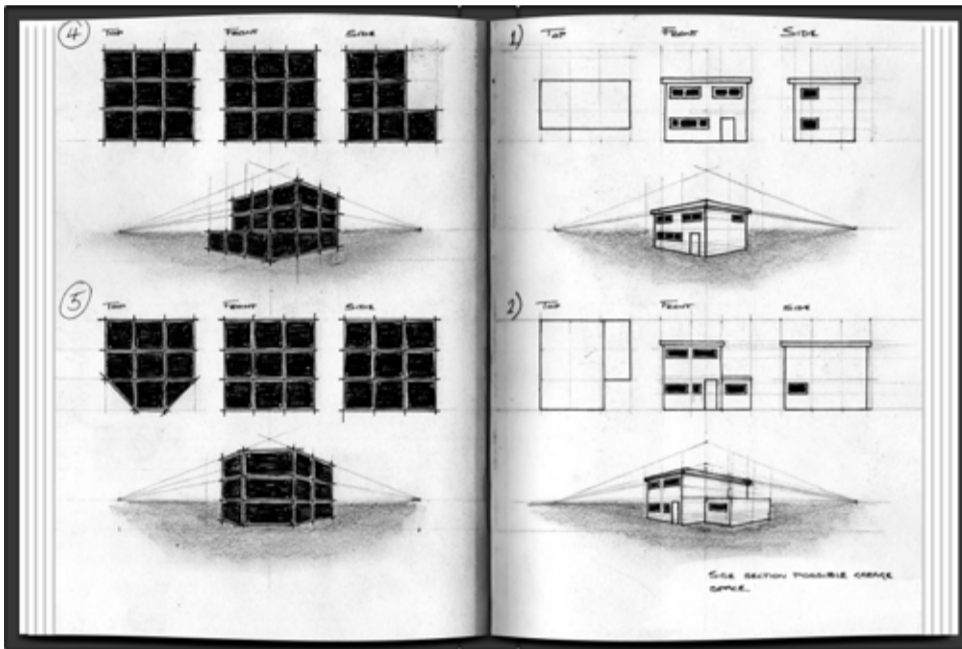 4 TOP FRONT SIDE
5 TOP FRONT SIDE
1) TOP FRONT SIDE
2) TOP FRONT SIDE
SIDE SECTION POSSIBLE GARAGE
SPACE.